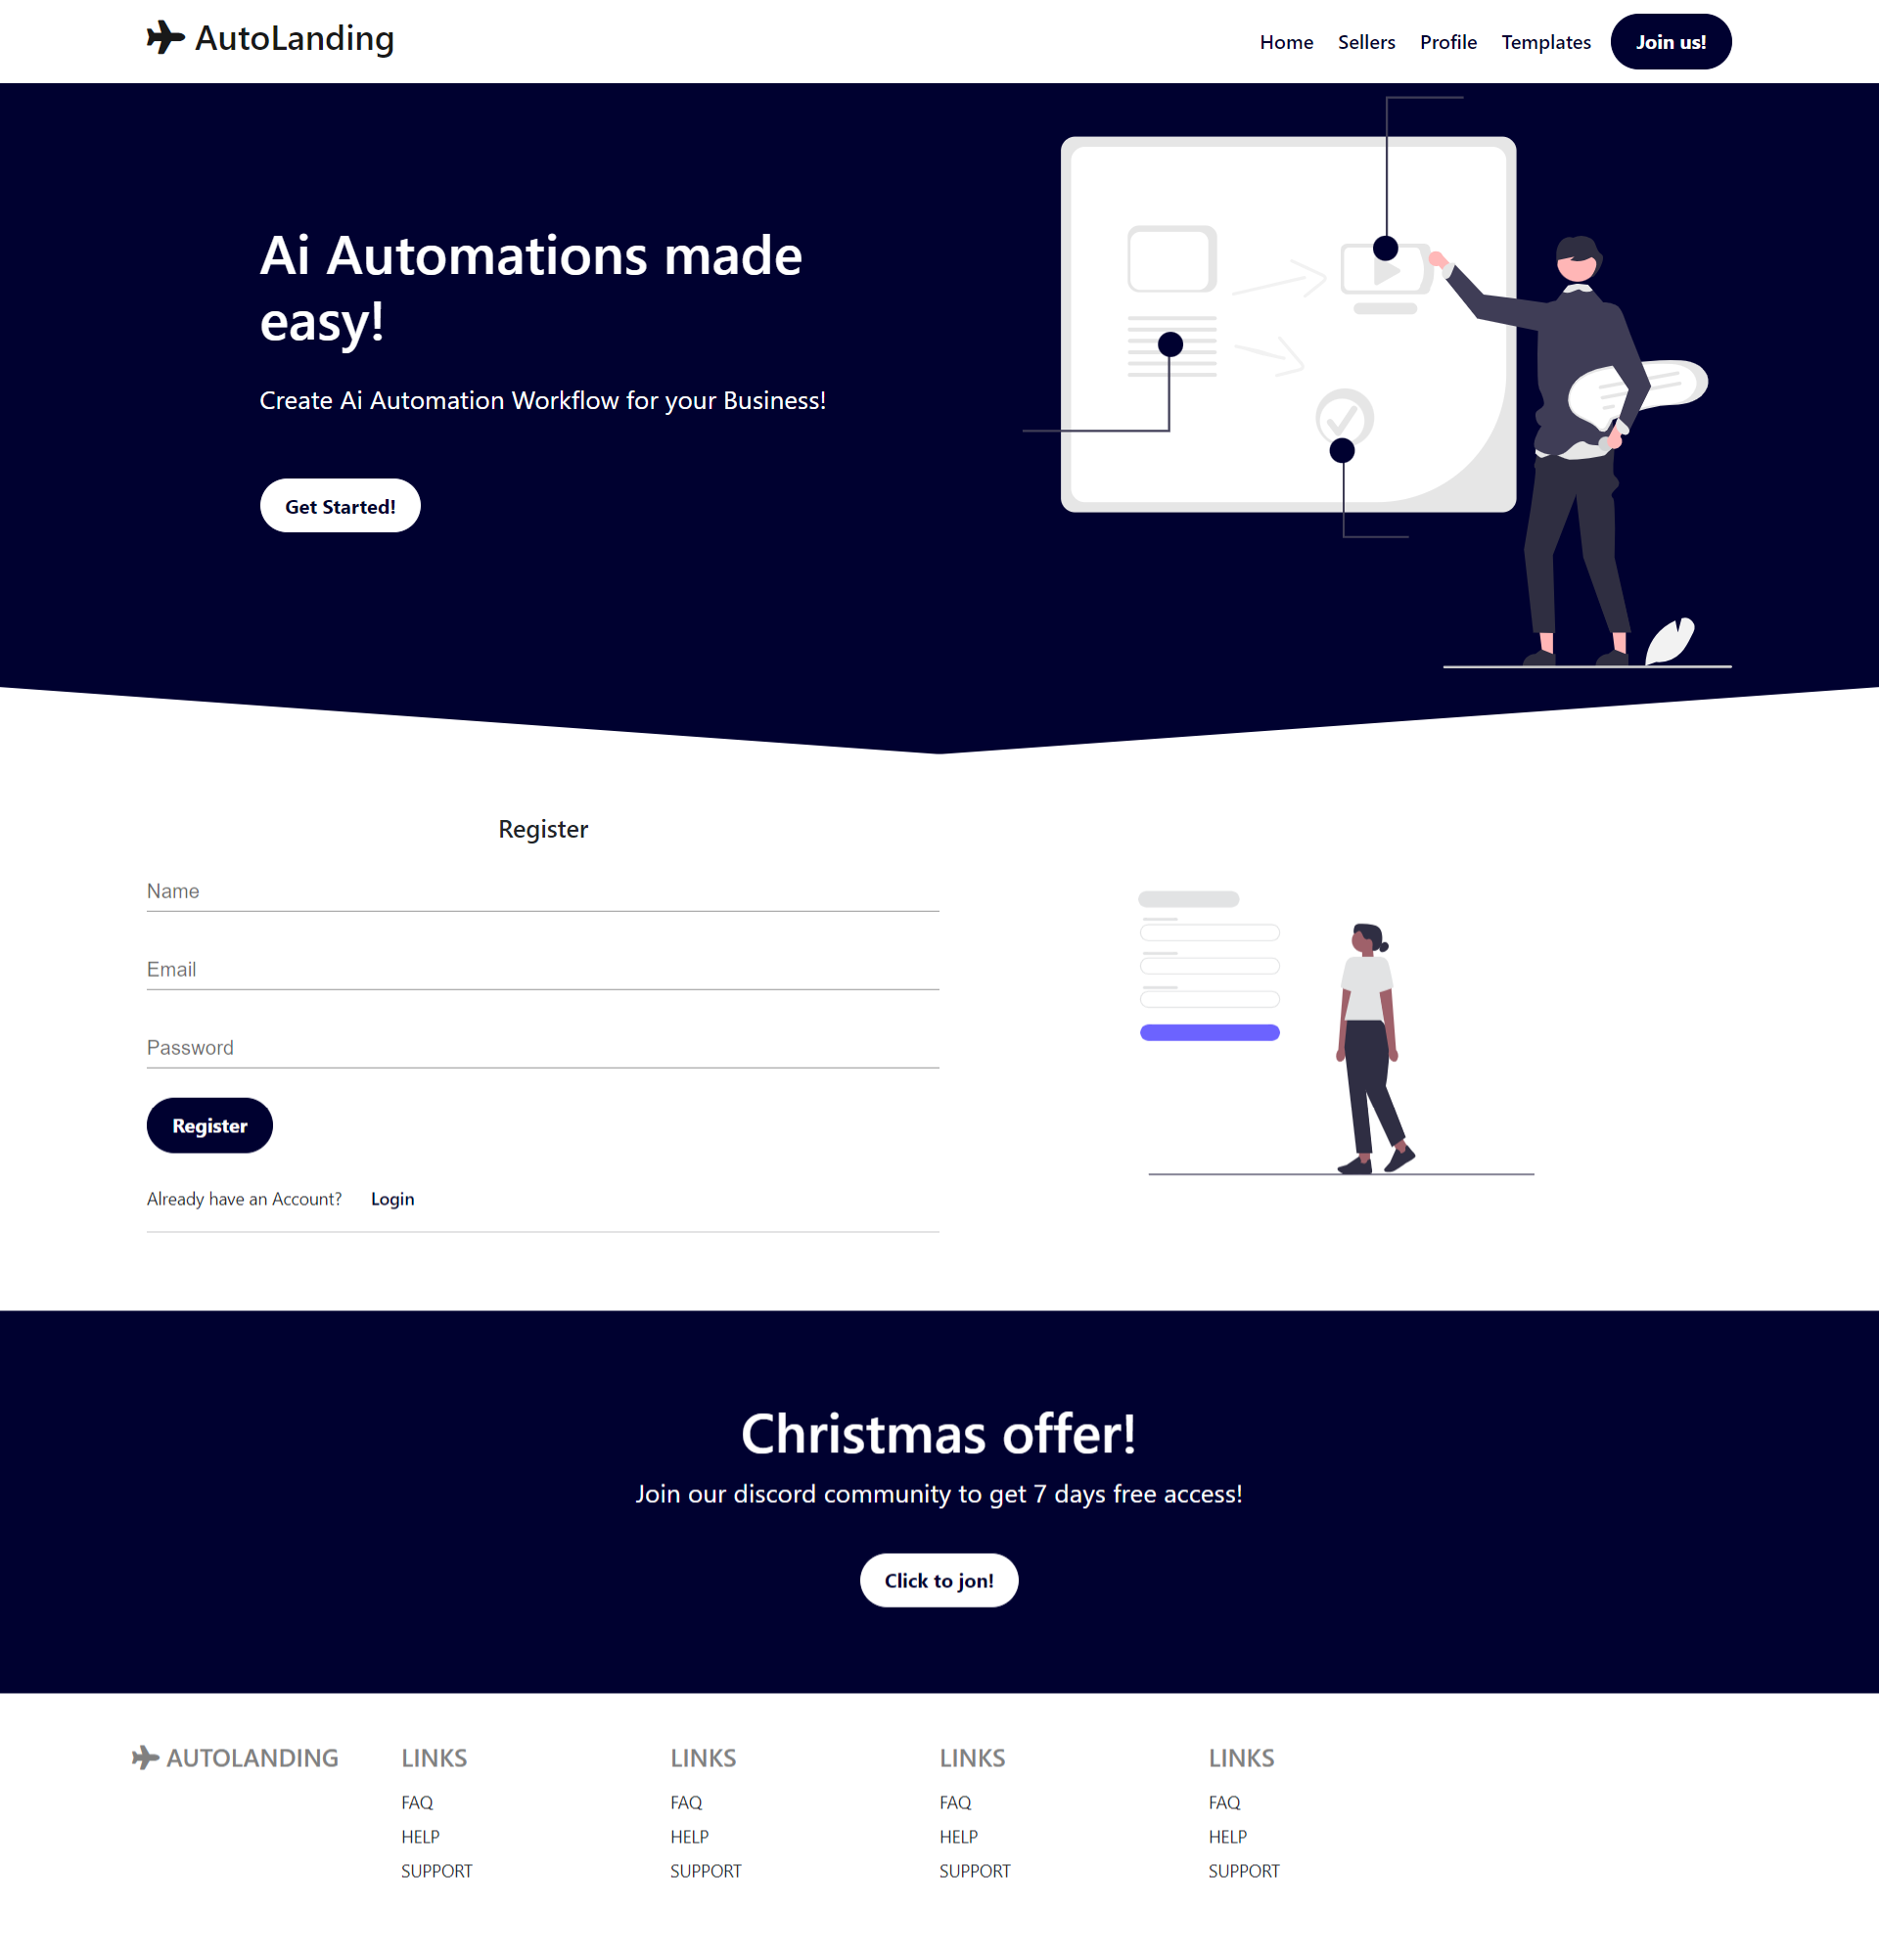 AutoLanding
Home Sellers Profile Templates Join us!
Ai Automations made
easy!
Create Ai Automation Workflow for your Business!
Get Started!
Register
Name
Email
Password
Register
Already have an Account? Login
Christmas offer!
Join our discord community to get 7 days free access!
Click to jon!
AUTOLANDING
LINKS
FAQ
HELP
SUPPORT
LINKS
FAQ
HELP
SUPPORT
LINKS
FAQ
HELP
SUPPORT
LINKS
FAQ
HELP
SUPPORT